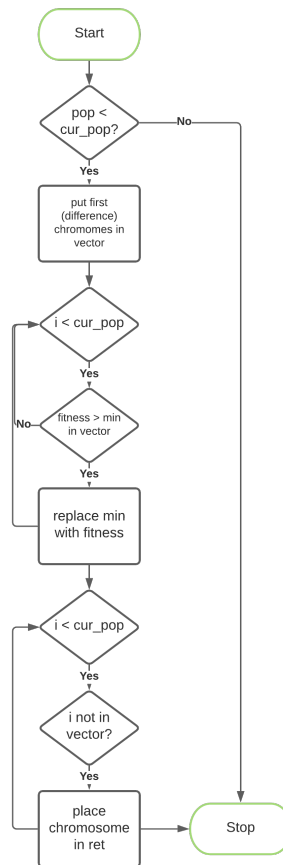 Start
pop <
cur_pop?
No
Yes
put first
(difference)
chromomes in
vector
i < cur_pop
Yes
fitness > min
in vector
No
Yes
replace min
with fitness
i < cur_pop
Yes
i not in
vector?
Yes
place
chromosome
in ret
Stop